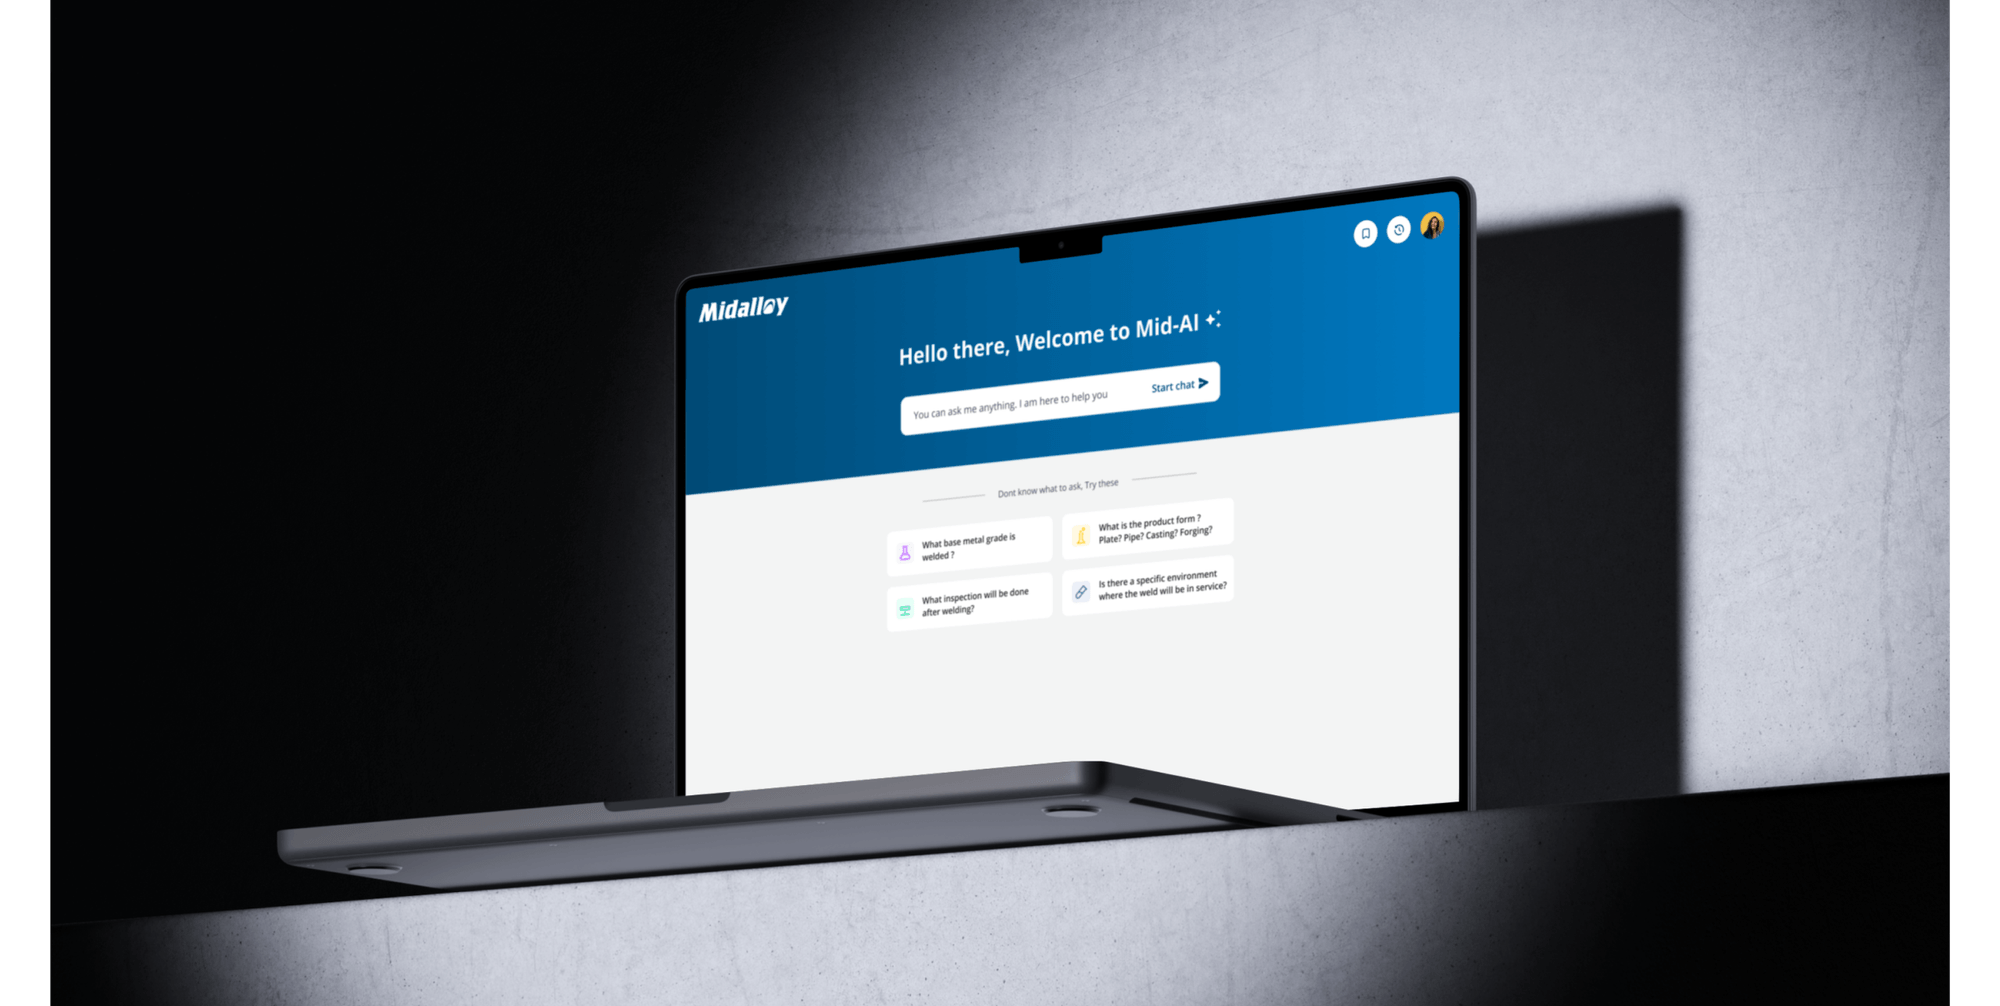 Midalloy
Hello there, Welcome to Mid-AI
You can ask me anything. I am here to help you
Start chat
Dont know what to ask, Try these
What base metal grade is
welded ?
What is the product form ?
Plate? Pipe? Casting? Forging?
What inspection will be done
after welding?
Is there a specific environment
where the weld will be in service?